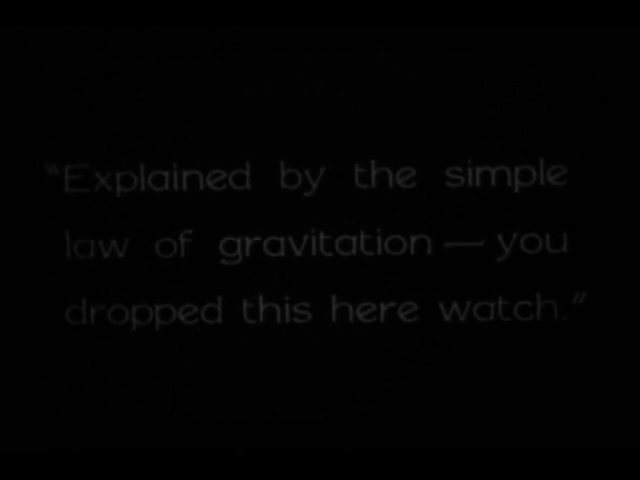 "Explained by the simple
law of gravitation — you
dropped this here watch."